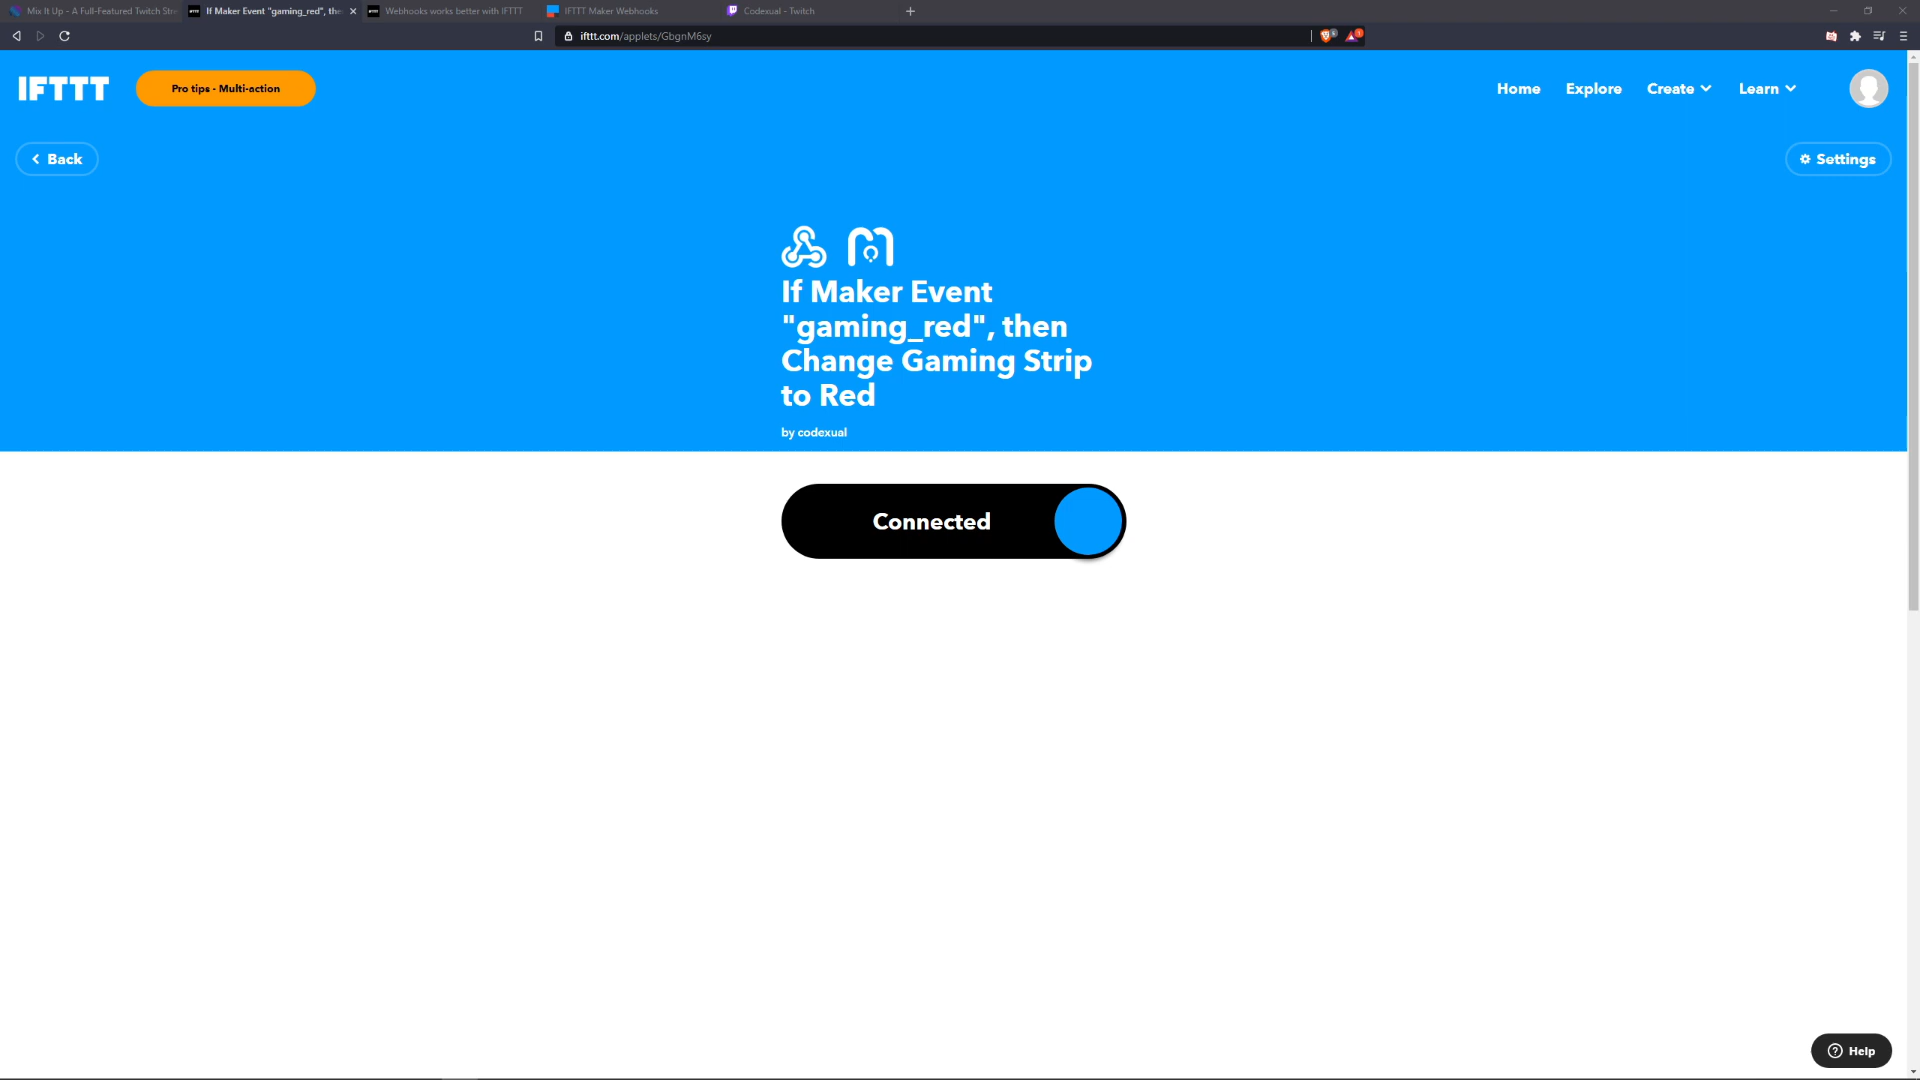 Mix It Up - A Full-Featured Twitch Stre
If Maker Event "gaming_red", the
Webhooks works better with IFTTT
IFTTT Maker Webhooks
Codexual - Twitch
ifttt.com/applets/GbgnM6sy
IFTTT
Pro tips - Multi-action
Home
Explore
Create
Learn
Back
Settings
If Maker Event
"gaming_red", then
Change Gaming Strip
to Red
by codexual
Connected
Help